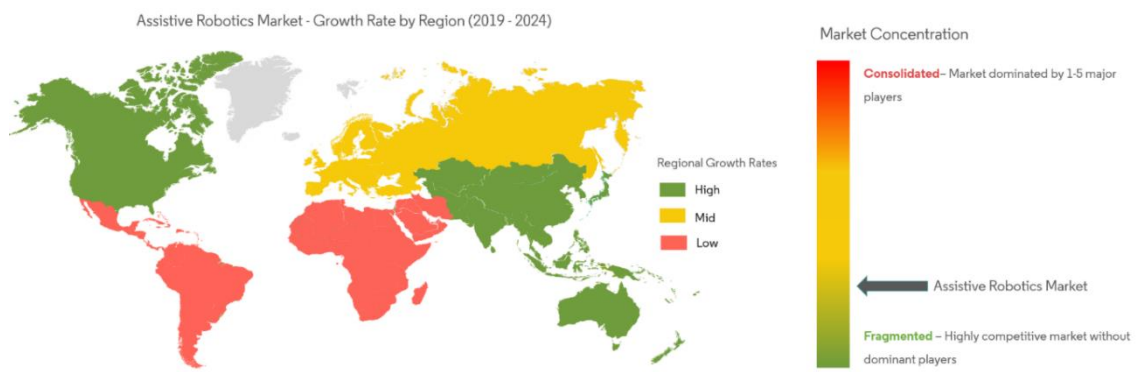 Assistive Robotics Market - Growth Rate by Region (2019 - 2024)
Regional Growth Rates
High
Mid
Low
Market Concentration
Consolidated– Market dominated by 1-5 major
players
Assistive Robotics Market
Fragmented – Highly competitive market without
dominant players